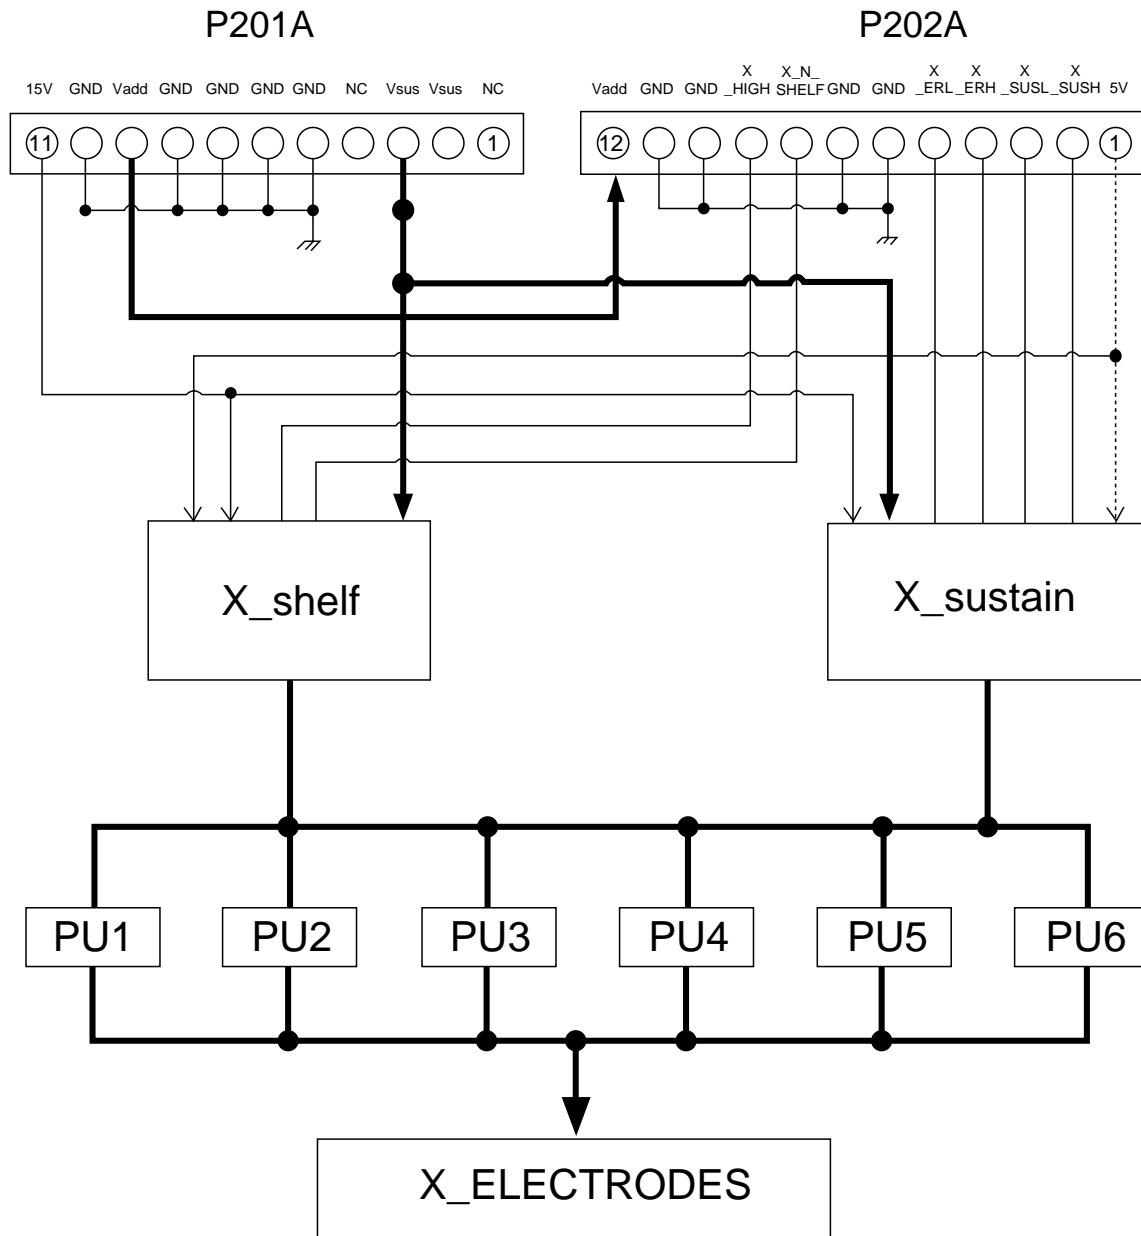 P201A
P202A
15V GND Vadd GND GND GND GND NC Vsus Vsus NC
Vadd GND GND X_HIGH X_N_SHELF GND GND X_ERL X_ERH X_SUSL X_SUSH 5V
11
1
12
1
X_shelf
X_sustain
PU1 PU2 PU3 PU4 PU5 PU6
X_ELECTRODES